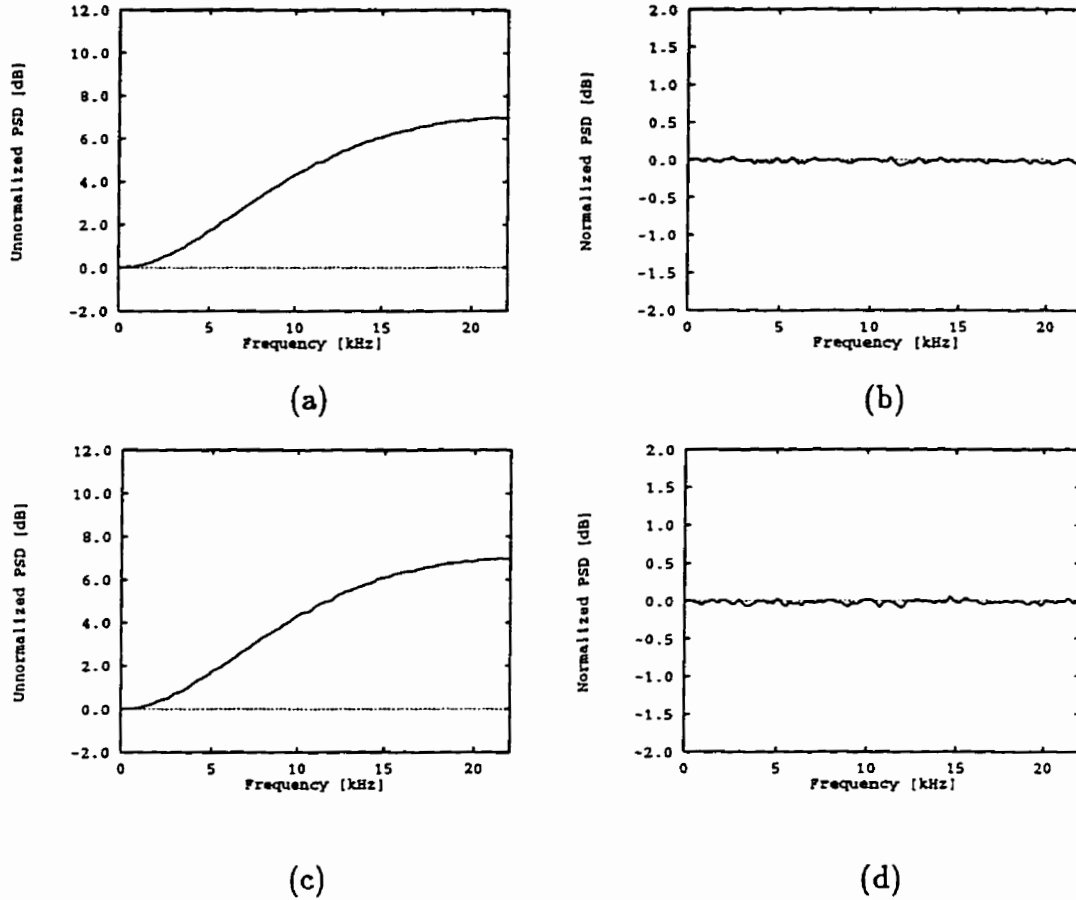 Unnormalized PSD [dB]
12.0
10.0
8.0
6.0
4.0
2.0
0.0
-2.0
0 5 10 15 20
Frequency [kHz]
(a)
Normalized PSD [dB]
2.0
1.5
1.0
0.5
0.0
-0.5
-1.0
-1.5
-2.0
0 5 10 15 20
Frequency [kHz]
(b)
Unnormalized PSD [dB]
12.0
10.0
8.0
6.0
4.0
2.0
0.0
-2.0
0 5 10 15 20
Frequency [kHz]
(c)
Normalized PSD [dB]
2.0
1.5
1.0
0.5
0.0
-0.5
-1.0
-1.5
-2.0
0 5 10 15 20
Frequency [kHz]
(d)